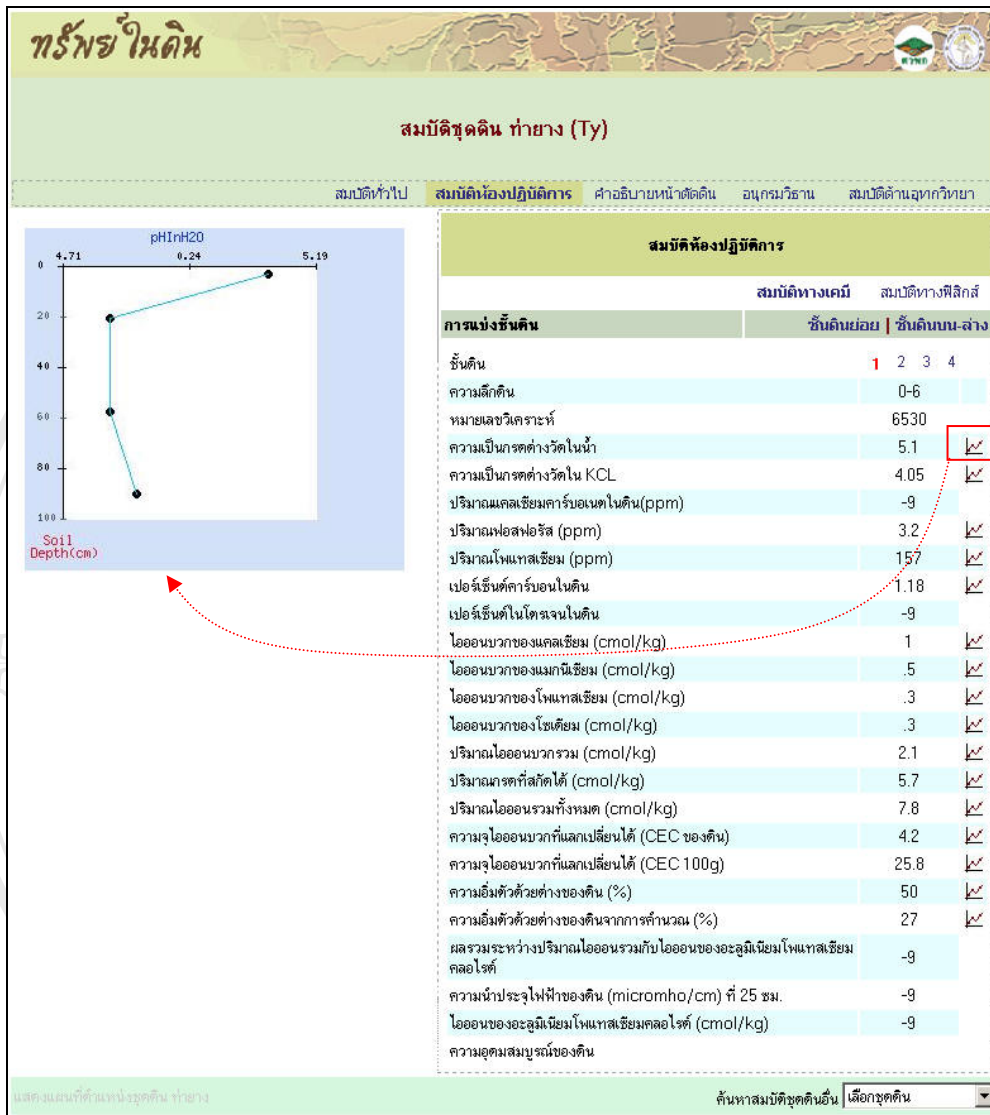 ทรัพย์ในดิน
ศวทก
สมบัติชุดดิน ท่ายาง (Ty)
สมบัติทั่วไป สมบัติห้องปฏิบัติการ คำอธิบายหน้าตัดดิน อนุกรมวิธาน สมบัติด้านอุทกวิทยา
pHInH2O
4.71 0.24 5.19
0
20
40
60
80
100
Soil
Depth(cm)
สมบัติห้องปฏิบัติการ
สมบัติทางเคมี สมบัติทางฟิสิกส์
การแบ่งชั้นดิน ชั้นดินย่อย | ชั้นดินบน-ล่าง
ชั้นดิน 1 2 3 4
ความลึกดิน 0-6
หมายเลขวิเคราะห์ 6530
ความเป็นกรดด่างวัดในน้ำ 5.1
ความเป็นกรดด่างวัดใน KCL 4.05
ปริมาณแคลเซียมคาร์บอเนตในดิน(ppm) -9
ปริมาณฟอสฟอรัส (ppm) 3.2
ปริมาณโพแทสเซียม (ppm) 157
เปอร์เซ็นต์คาร์บอนในดิน 1.18
เปอร์เซ็นต์ไนโตรเจนในดิน -9
ไอออนบวกของแคลเซียม (cmol/kg) 1
ไอออนบวกของแมกนีเซียม (cmol/kg) .5
ไอออนบวกของโพแทสเซียม (cmol/kg) .3
ไอออนบวกของโซเดียม (cmol/kg) .3
ปริมาณไอออนบวกรวม (cmol/kg) 2.1
ปริมาณกรดที่สกัดได้ (cmol/kg) 5.7
ปริมาณไอออนรวมทั้งหมด (cmol/kg) 7.8
ความจุไอออนบวกที่แลกเปลี่ยนได้ (CEC ของดิน) 4.2
ความจุไอออนบวกที่แลกเปลี่ยนได้ (CEC 100g) 25.8
ความอิ่มตัวด้วยด่างของดิน (%) 50
ความอิ่มตัวด้วยด่างของดินจากการคำนวณ (%) 27
ผลรวมระหว่างปริมาณไอออนรวมกับไอออนของอะลูมิเนียมโพแทสเซียม
คลอไรด์ -9
ความนำประจุไฟฟ้าของดิน (micromho/cm) ที่ 25 ซม. -9
ไอออนของอะลูมิเนียมโพแทสเซียมคลอไรด์ (cmol/kg) -9
ความอุดมสมบูรณ์ของดิน
แสดงแผนที่ตำแหน่งชุดดิน ท่ายาง
ค้นหาสมบัติชุดดินอื่น เลือกชุดดิน